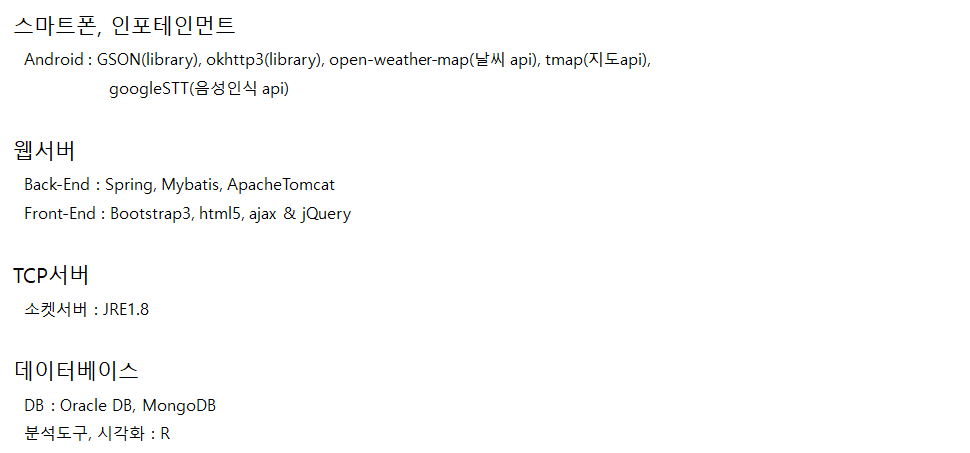 스마트폰, 인포테인먼트
Android : GSON(library), okhttp3(library), open-weather-map(날씨 api), tmap(지도api),
googleSTT(음성인식 api)
웹서버
Back-End : Spring, Mybatis, ApacheTomcat
Front-End : Bootstrap3, html5, ajax & jQuery
TCP서버
소켓서버 : JRE1.8
데이터베이스
DB : Oracle DB, MongoDB
분석도구, 시각화 : R